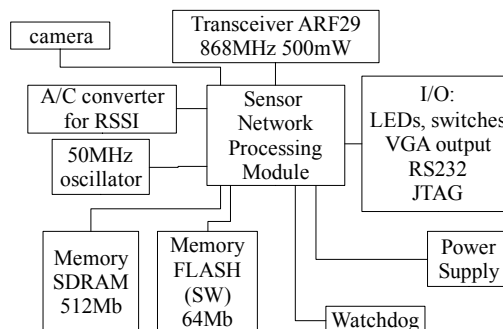 camera
Transceiver ARF29
868MHz 500mW
A/C converter
for RSSI
50MHz
oscillator
Sensor
Network
Processing
Module
I/O:
LEDs, switches
VGA output
RS232
JTAG
Memory
SDRAM
512Mb
Memory
FLASH
(SW)
64Mb
Power
Supply
Watchdog